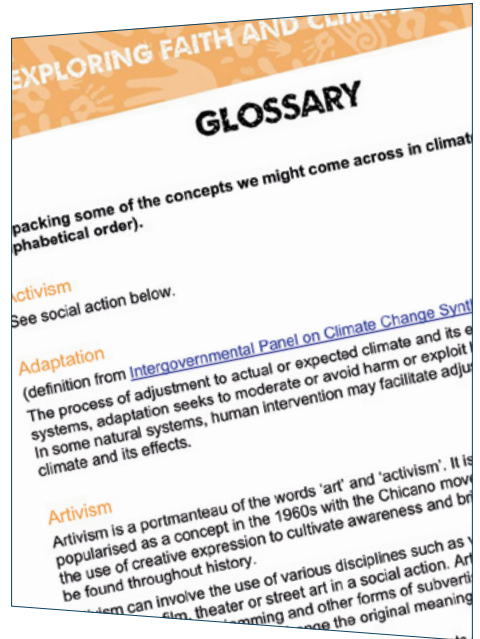 EXPLORING FAITH AND CLIMATE
GLOSSARY
packing some of the concepts we might come across in climat
phabetical order).
Activism
See social action below.
Adaptation
(definition from Intergovernmental Panel on Climate Change Synt
The process of adjustment to actual or expected climate and its e
systems, adaptation seeks to moderate or avoid harm or exploit
In some natural systems, human intervention may facilitate adjus
climate and its effects.
Artivism
Artivism is a portmanteau of the words 'art' and 'activism'. It is
popularised as a concept in the 1960s with the Chicano move
the use of creative expression to cultivate awareness and bri
be found throughout history.
ivism can involve the use of various disciplines such as v
film, theater or street art in a social action. Art
mming and other forms of subverti
nge the original meaning